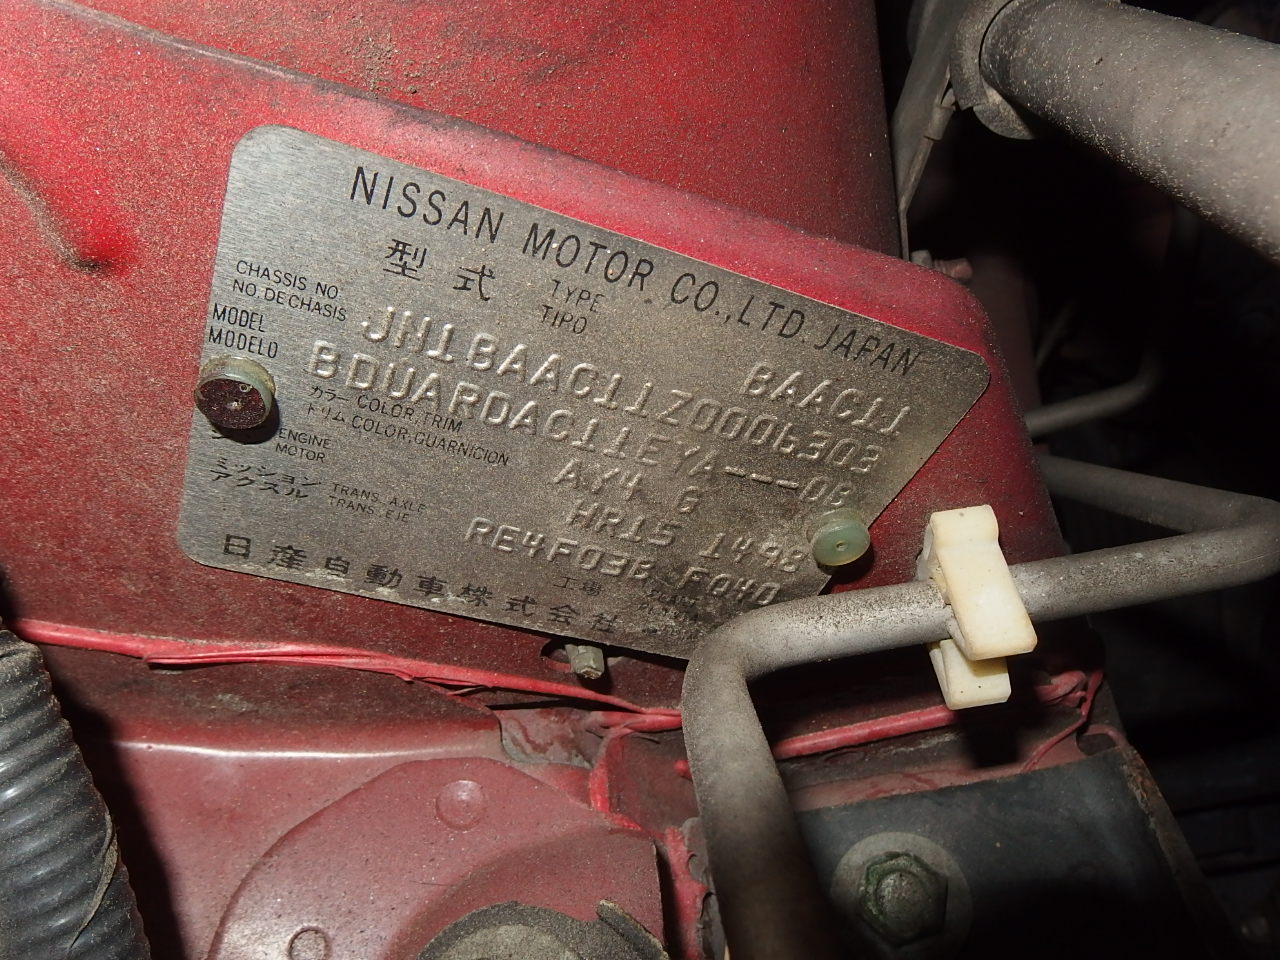 NISSAN MOTOR CO., LTD. JAPAN
型式 TYPE
TIPO
BAAC11
CHASSIS NO.
NO. DE CHASIS
JN1BAAC11Z0006303
MODEL
MODELO
BDUARDAC11EYA---06
カラー COLOR, TRIM
トリム COLOR, GUARNICION
AY4 G
ENGINE
MOTOR
HR15 1498
ミッション TRANS. AXLE
アクスル TRANS. EJE
RE4F03B FQ40
工場
日産自動車株式会社